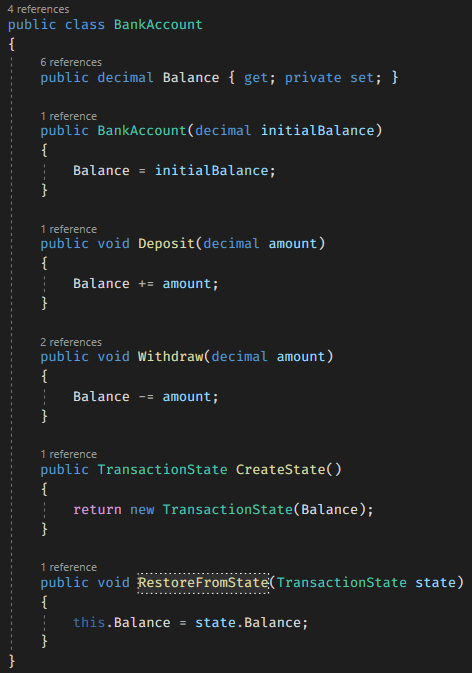 4 references
public class BankAccount
{
6 references
public decimal Balance { get; private set; }
1 reference
public BankAccount(decimal initialBalance)
{
Balance = initialBalance;
}
1 reference
public void Deposit(decimal amount)
{
Balance += amount;
}
2 references
public void Withdraw(decimal amount)
{
Balance -= amount;
}
1 reference
public TransactionState CreateState()
{
return new TransactionState(Balance);
}
1 reference
public void RestoreFromState(TransactionState state)
{
this.Balance = state.Balance;
}
}